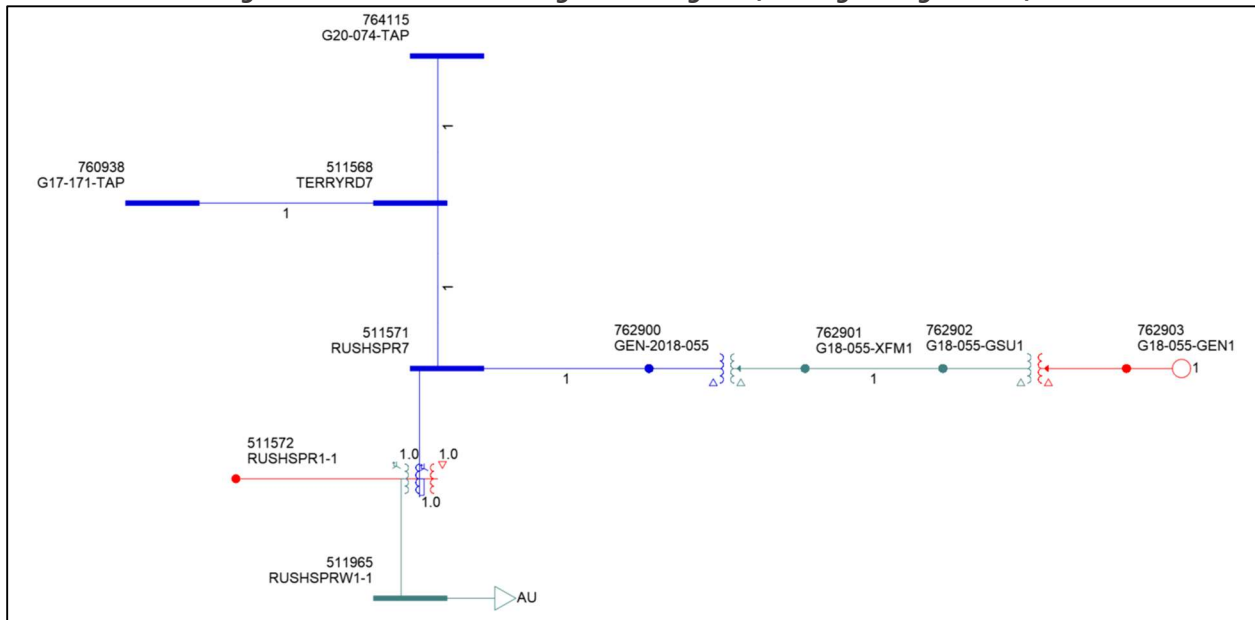 764115
G20-074-TAP
1
760938
G17-171-TAP
511568
TERRYRD7
1
1
511571
RUSHSPR7
762900
GEN-2018-055
762901
G18-055-XFM1
762902
G18-055-GSU1
762903
G18-055-GEN1
1
1
1
511572
RUSHSPR1-1
1.0
1.0
1.0
511965
RUSHSPRW1-1
AU